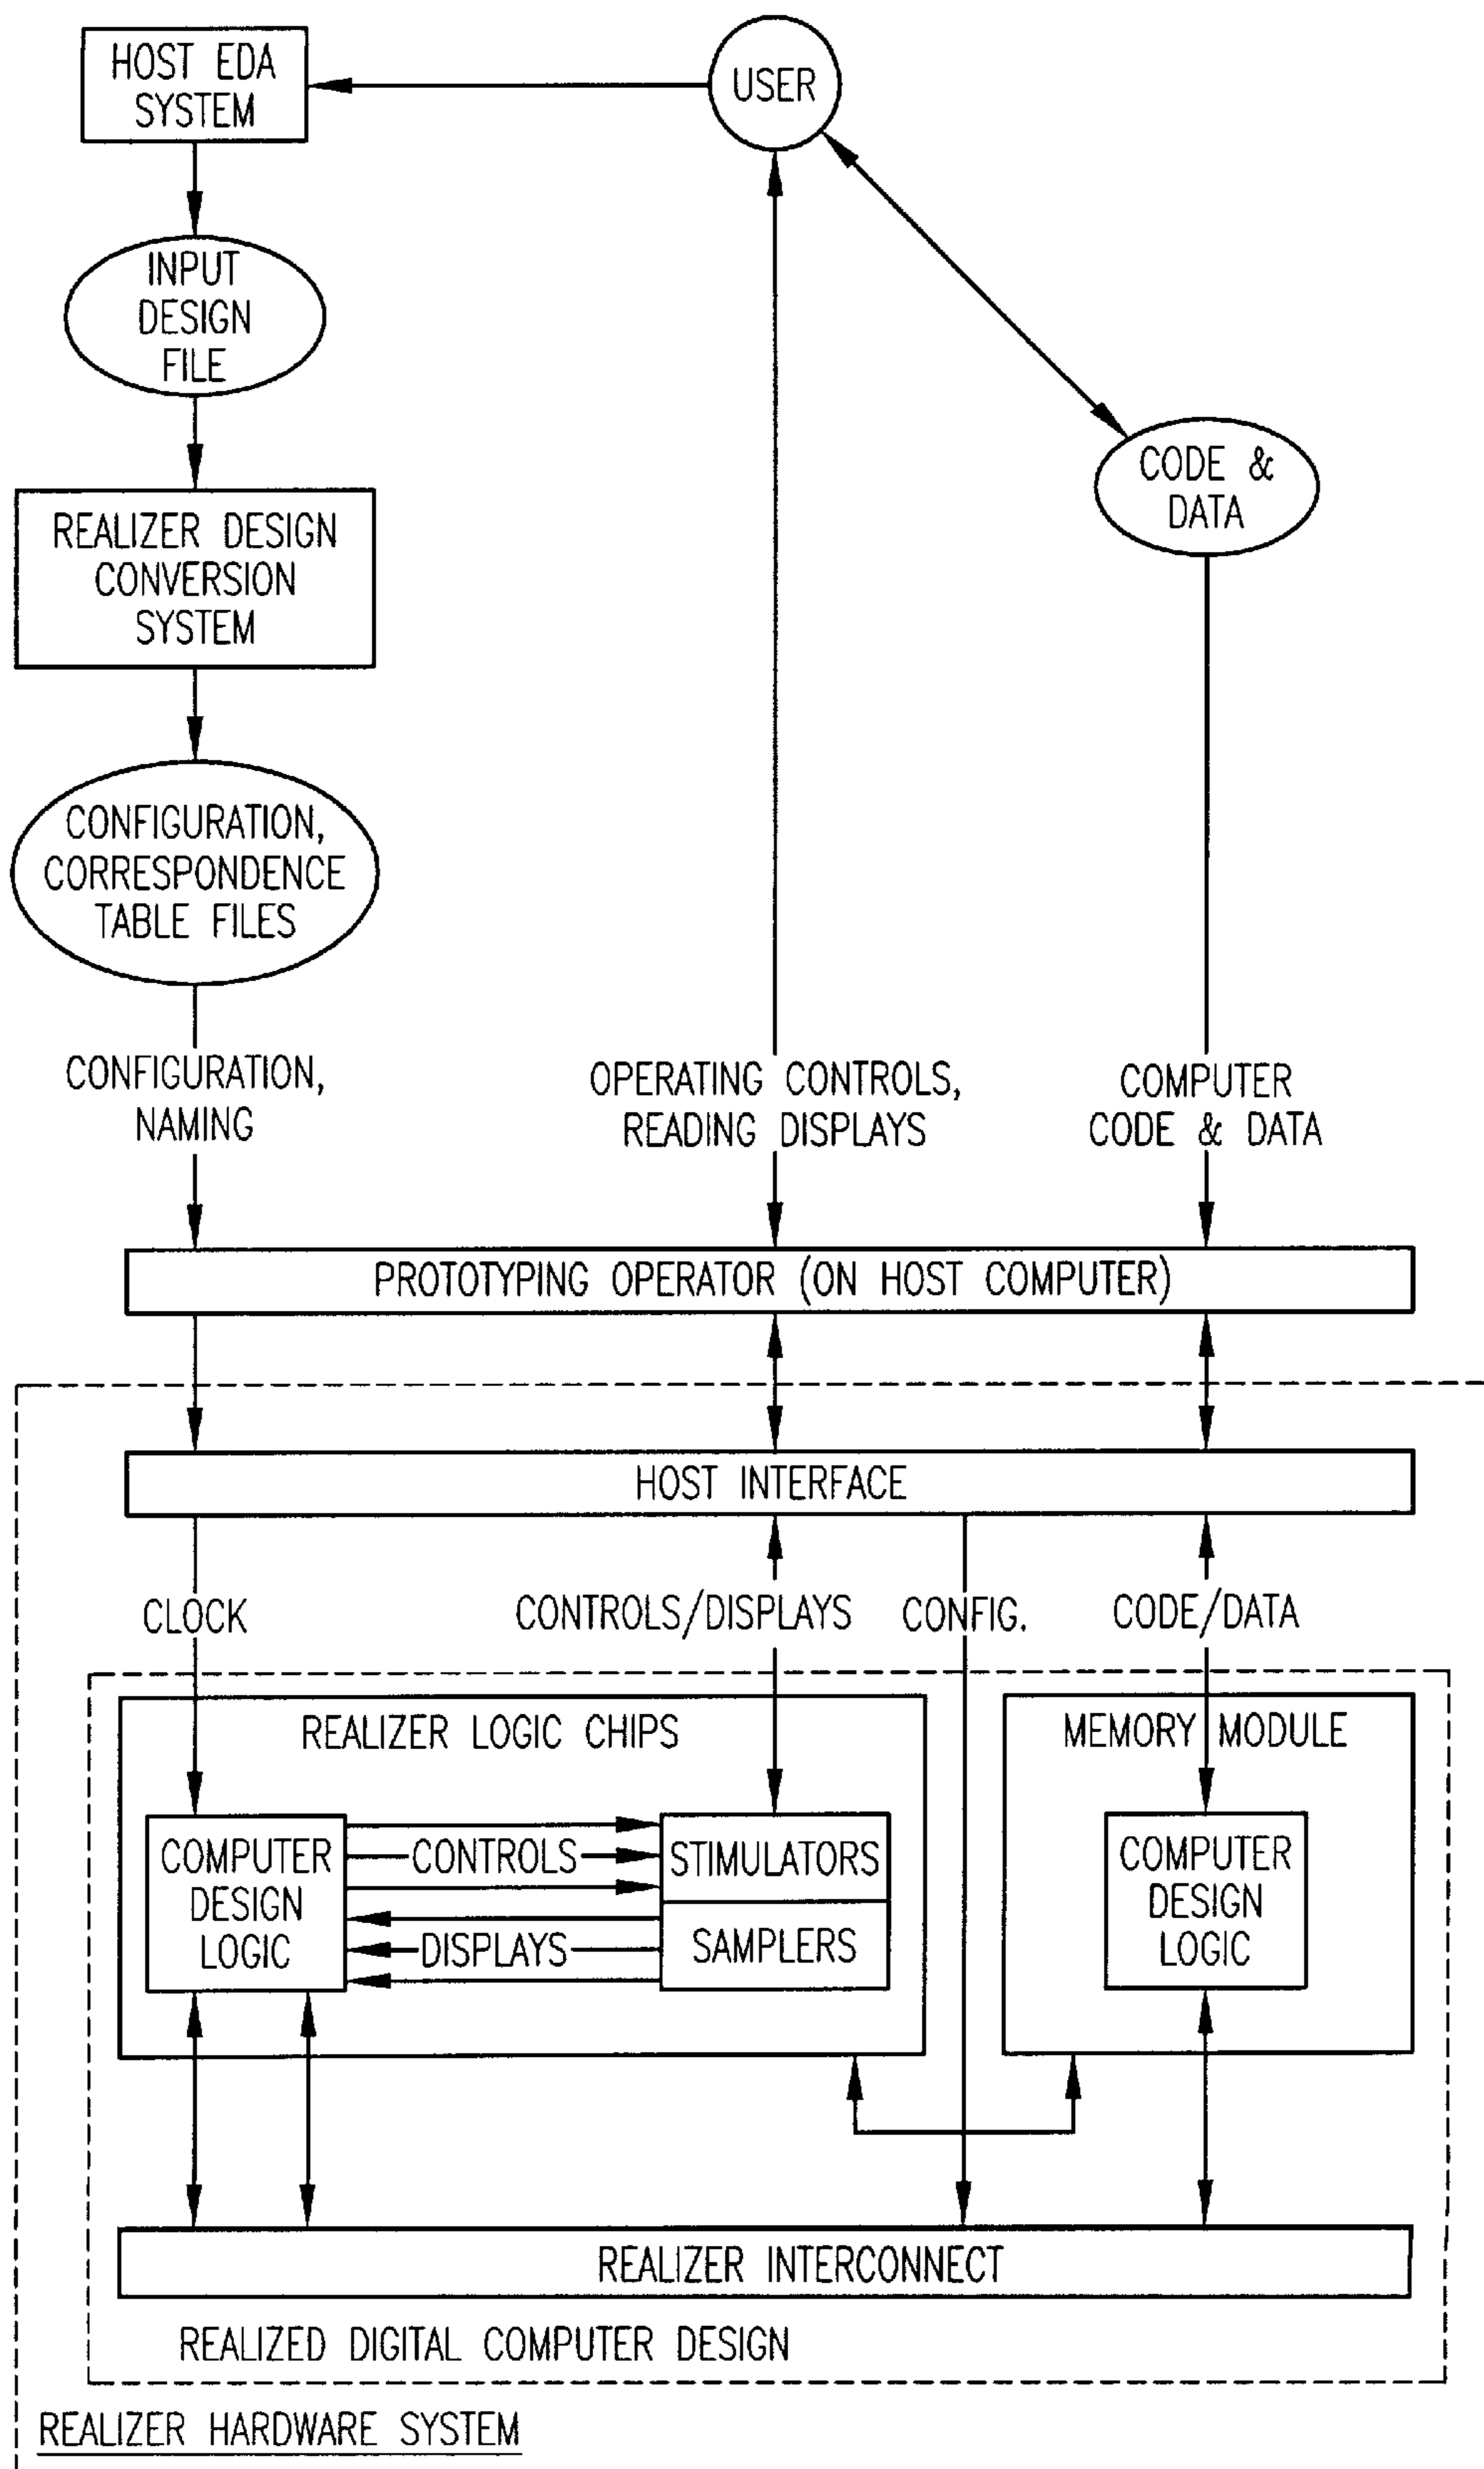 HOST EDA
SYSTEM
USER
INPUT
DESIGN
FILE
CODE &
DATA
REALIZER DESIGN
CONVERSION
SYSTEM
CONFIGURATION,
CORRESPONDENCE
TABLE FILES
CONFIGURATION,
NAMING
OPERATING CONTROLS,
READING DISPLAYS
COMPUTER
CODE & DATA
PROTOTYPING OPERATOR (ON HOST COMPUTER)
HOST INTERFACE
CLOCK
CONTROLS/DISPLAYS
CONFIG.
CODE/DATA
REALIZER LOGIC CHIPS
MEMORY MODULE
COMPUTER
DESIGN
LOGIC
CONTROLS
DISPLAYS
STIMULATORS
SAMPLERS
COMPUTER
DESIGN
LOGIC
REALIZER INTERCONNECT
REALIZED DIGITAL COMPUTER DESIGN
REALIZER HARDWARE SYSTEM